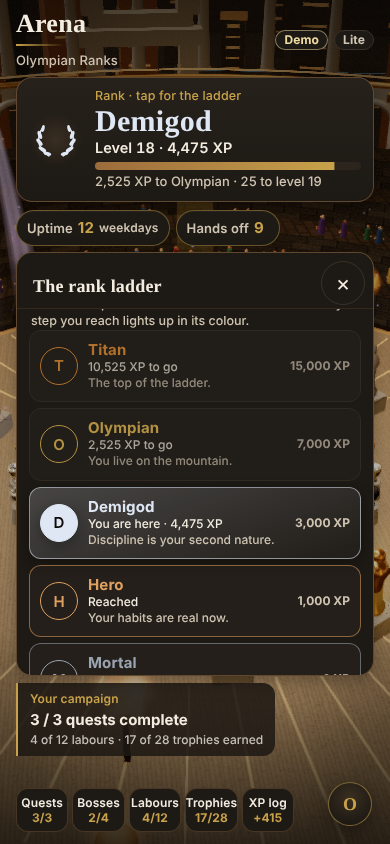 Arena
Demo
Lite
Olympian Ranks
Rank · tap for the ladder
Demigod
Level 18 · 4,475 XP
2,525 XP to Olympian · 25 to level 19
Uptime 12 weekdays
Hands off 9
The rank ladder
×
step you reach lights up in its colour.
T
Titan
10,525 XP to go
The top of the ladder.
15,000 XP
O
Olympian
2,525 XP to go
You live on the mountain.
7,000 XP
D
Demigod
You are here · 4,475 XP
Discipline is your second nature.
3,000 XP
H
Hero
Reached
Your habits are real now.
1,000 XP
Mortal
Your campaign
3 / 3 quests complete
4 of 12 labours · 17 of 28 trophies earned
Quests
3/3
Bosses
2/4
Labours
4/12
Trophies
17/28
XP log
+415
O